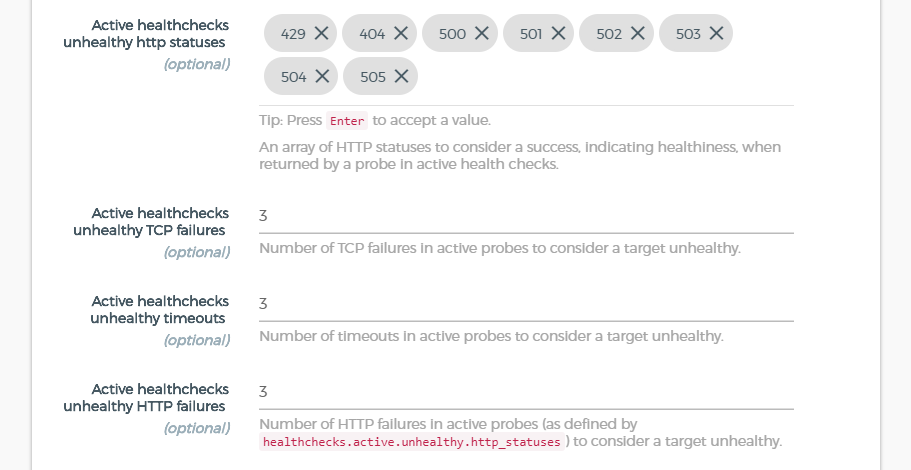 Active healthchecks
unhealthy http statuses
(optional)
429 404 500 501 502 503
504 505
Tip: Press Enter to accept a value.
An array of HTTP statuses to consider a success, indicating healthiness, when
returned by a probe in active health checks.
Active healthchecks
unhealthy TCP failures
(optional)
3
Number of TCP failures in active probes to consider a target unhealthy.
Active healthchecks
unhealthy timeouts
(optional)
3
Number of timeouts in active probes to consider a target unhealthy.
Active healthchecks
unhealthy HTTP failures
(optional)
3
Number of HTTP failures in active probes (as defined by
healthchecks.active.unhealthy.http_statuses ) to consider a target unhealthy.